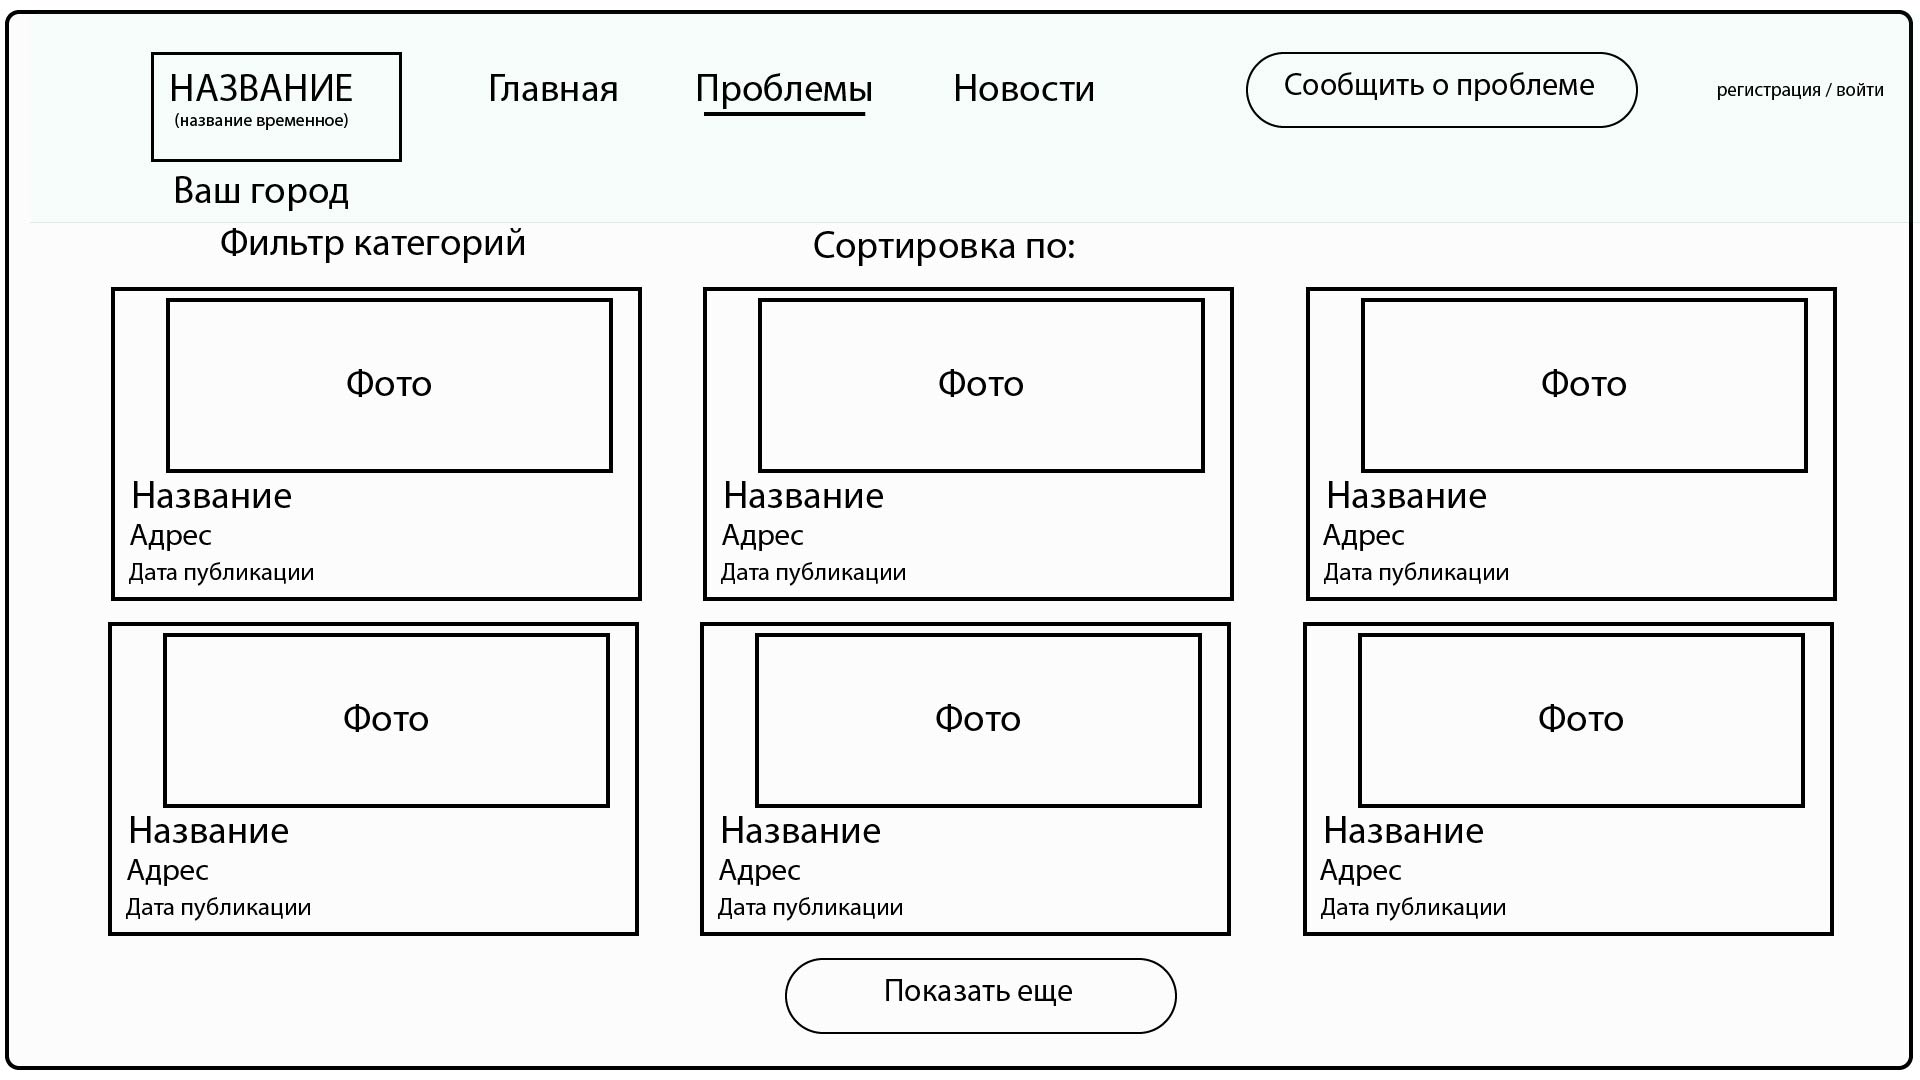 НАЗВАНИЕ
(название временное)
Главная
Проблемы
Новости
Сообщить о проблеме
регистрация / войти
Ваш город
Фильтр категорий
Сортировка по:
Фото
Название
Адрес
Дата публикации
Фото
Название
Адрес
Дата публикации
Фото
Название
Адрес
Дата публикации
Фото
Название
Адрес
Дата публикации
Фото
Название
Адрес
Дата публикации
Фото
Название
Адрес
Дата публикации
Показать еще